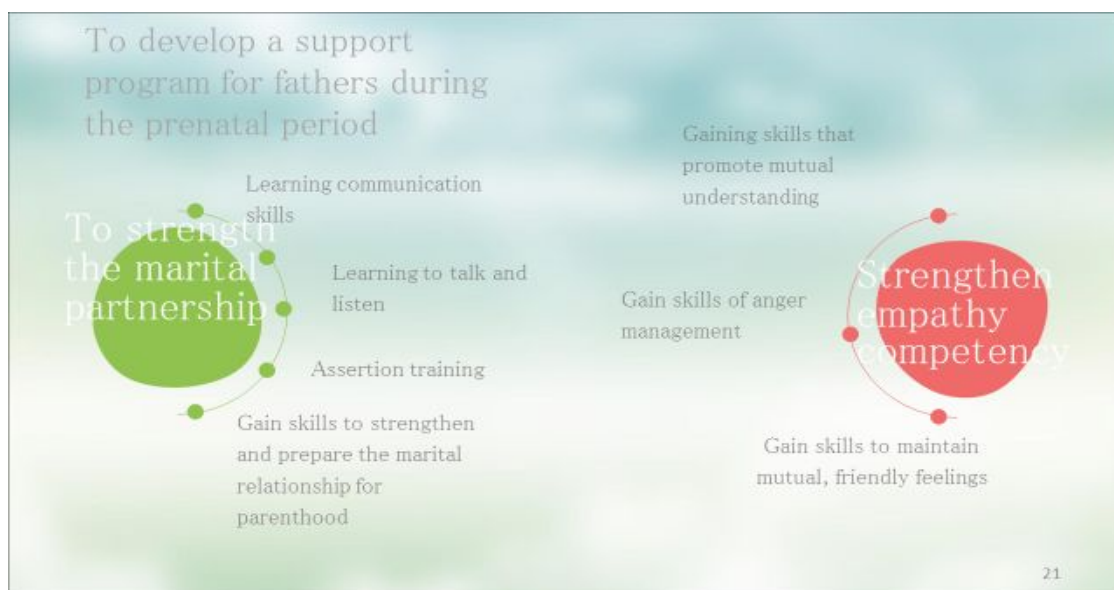 To develop a support
program for fathers during
the prenatal period
To strength
the marital
partnership
Learning communication
skills
Learning to talk and
listen
Assertion training
Gain skills to strengthen
and prepare the marital
relationship for
parenthood
Gaining skills that
promote mutual
understanding
Gain skills of anger
management
Strengthen
empathy
competency
Gain skills to maintain
mutual, friendly feelings
21